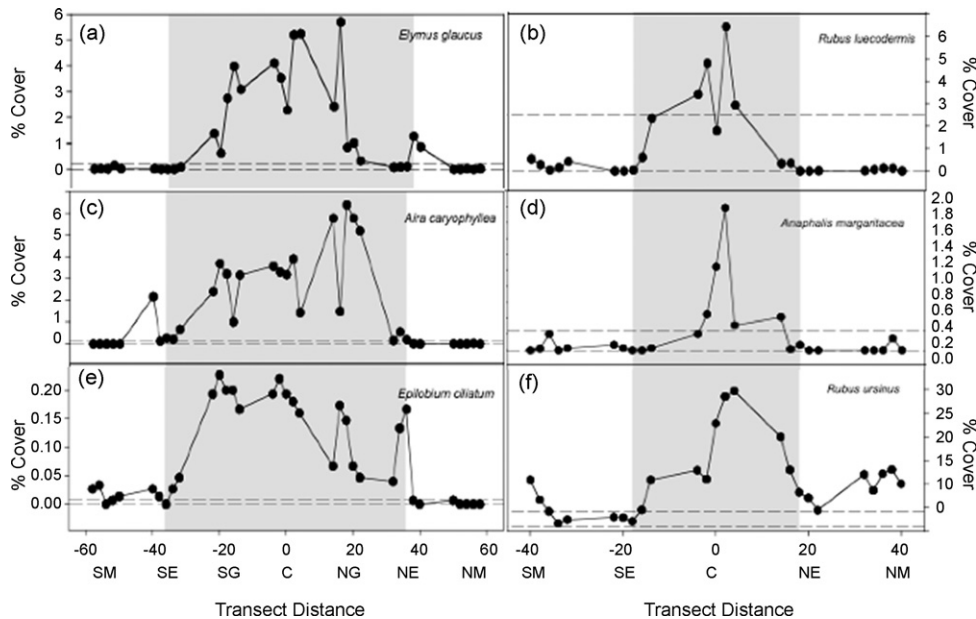 (a)
Elymus glaucus
% Cover
6
5
4
3
2
1
0
(b)
Rubus luecodermis
% Cover
6
5
4
3
2
1
0
(c)
Aira caryophyllea
% Cover
6
5
4
3
2
1
0
(d)
Anaphalis margaritacea
% Cover
2.0
1.8
1.6
1.4
1.2
1.0
0.8
0.6
0.4
0.2
0.0
(e)
Epilobium ciliatum
% Cover
0.20
0.15
0.10
0.05
0.00
(f)
Rubus ursinus
% Cover
30
25
20
15
10
0
-60 -40 -20 0 20 40 60
SM SE SG C NG NE NM
Transect Distance
-40 -20 0 20 40
SM SE C NE NM
Transect Distance